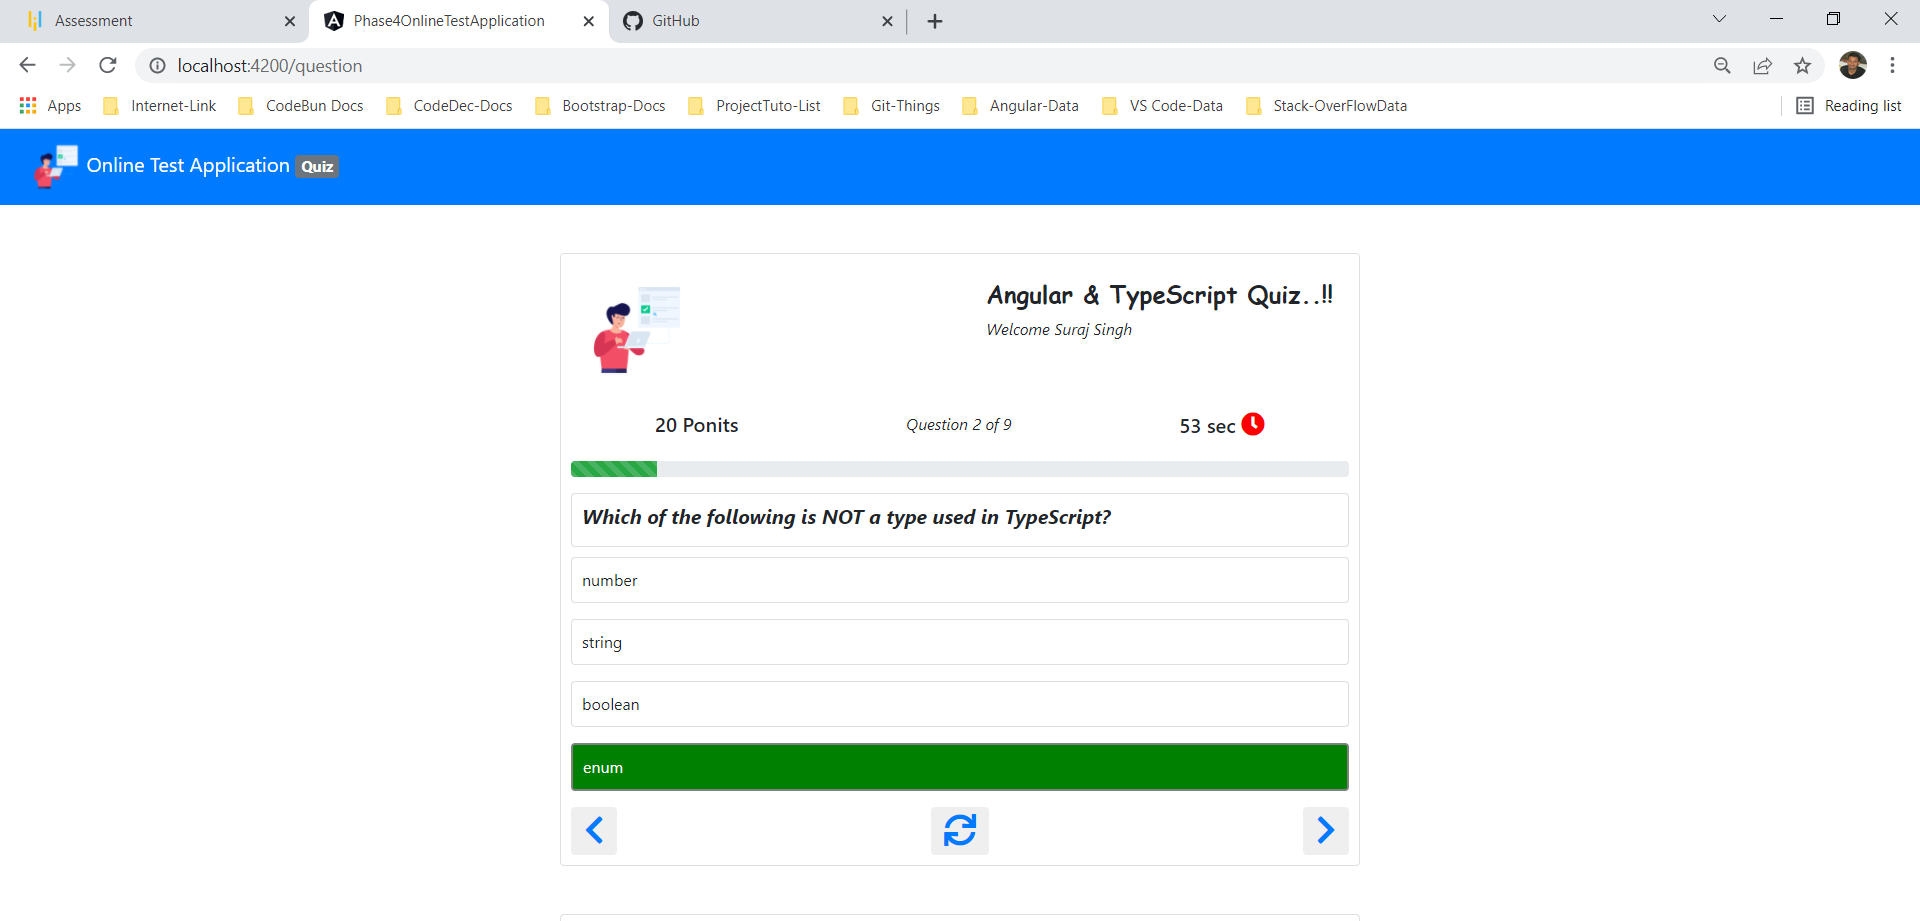 Assessment
Phase4OnlineTestApplication
GitHub
localhost:4200/question
Apps
Internet-Link
CodeBun Docs
CodeDec-Docs
Bootstrap-Docs
ProjectTuto-List
Git-Things
Angular-Data
VS Code-Data
Stack-OverFlowData
Reading list
Online Test Application Quiz
Angular & TypeScript Quiz..!!
Welcome Suraj Singh
20 Ponits
Question 2 of 9
53 sec
Which of the following is NOT a type used in TypeScript?
number
string
boolean
enum